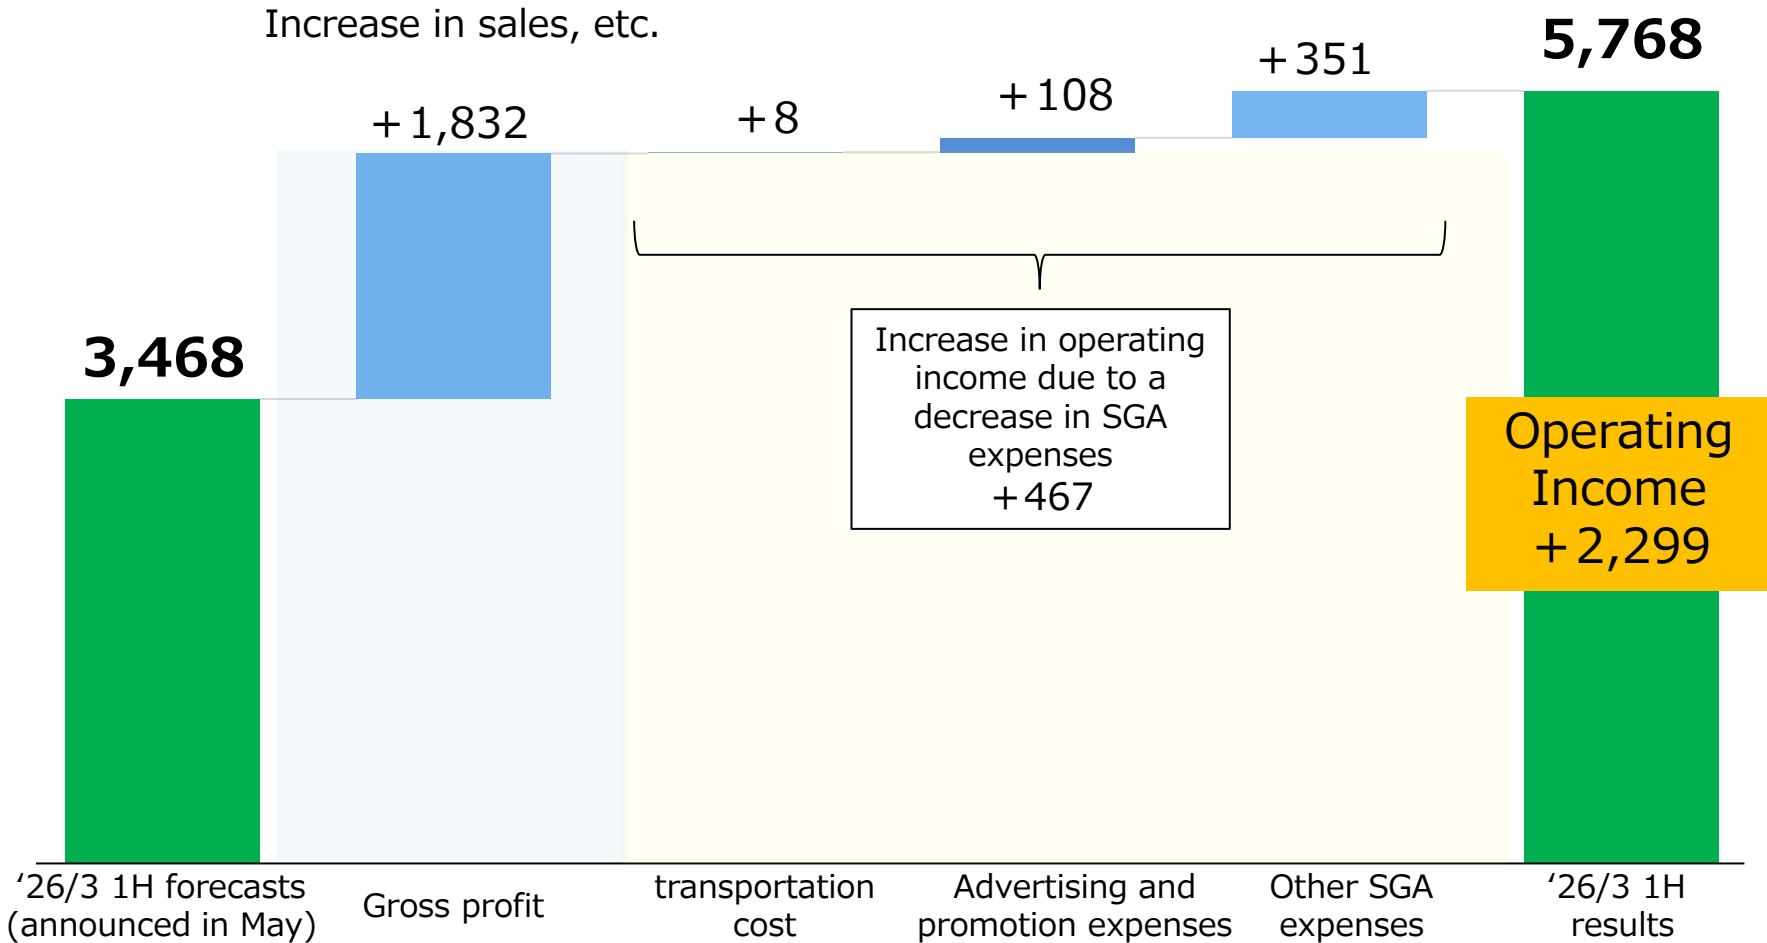 Increase in sales, etc.
3,468
+1,832
+8
+108
+351
5,768
Increase in operating
income due to a
decrease in SGA
expenses
+467
Operating
Income
+2,299
‘26/3 1H forecasts
(announced in May)
Gross profit
transportation
cost
Advertising and
promotion expenses
Other SGA
expenses
‘26/3 1H
results